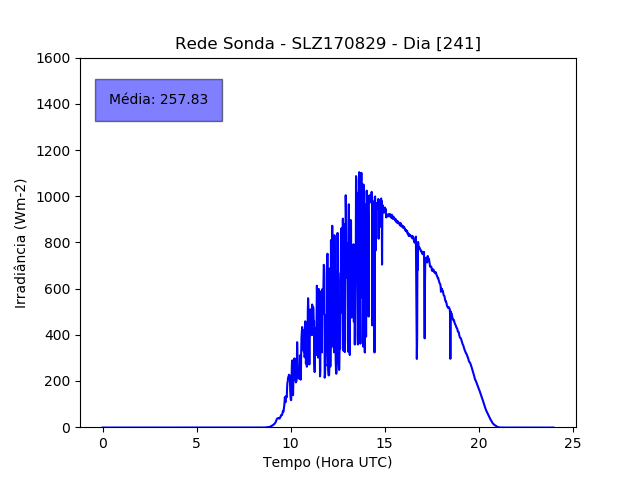 Rede Sonda - SLZ170829 - Dia [241]
Média: 257.83
Irradiância (Wm-2)
1600
1400
1200
1000
800
600
400
200
0
0 5 10 15 20 25
Tempo (Hora UTC)